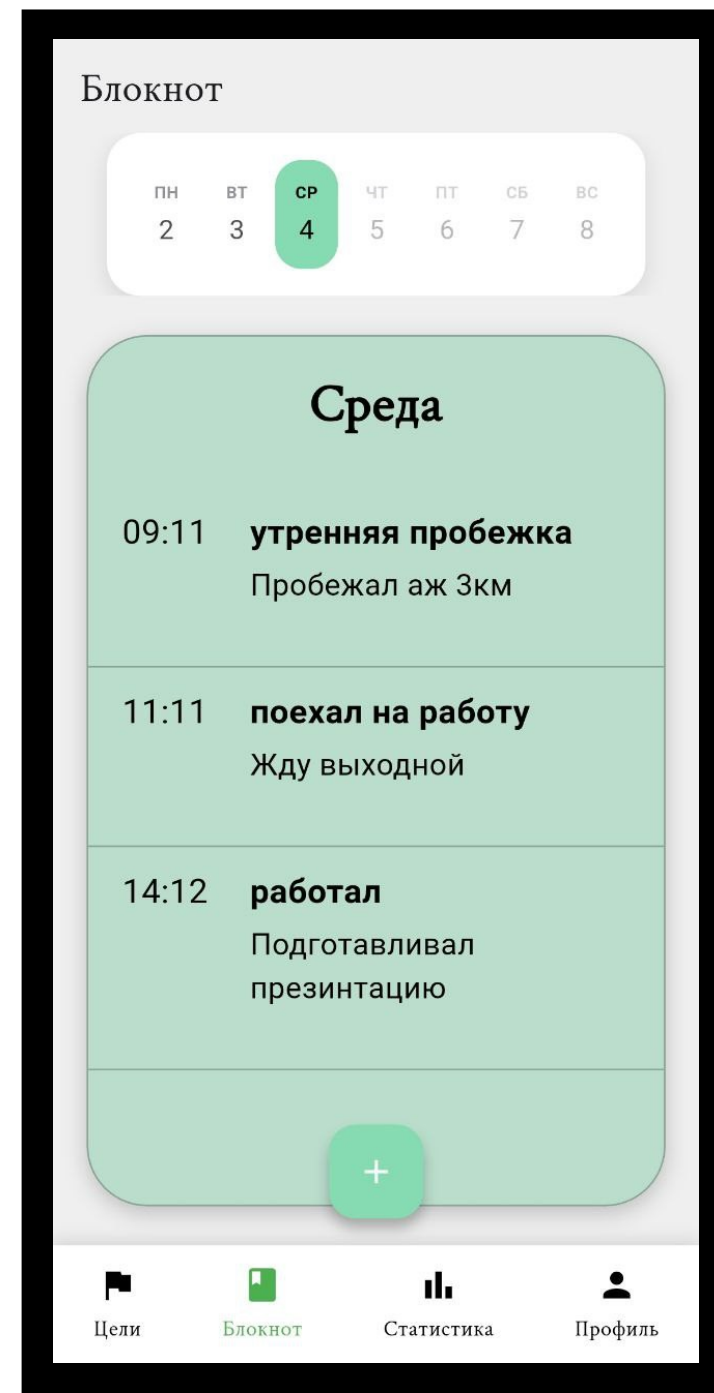 Блокнот
ПН ВТ СР ЧТ ПТ СБ ВС
2 3 4 5 6 7 8
Среда
09:11 утренняя пробежка
Пробежал аж 3км
11:11 поехал на работу
Жду выходной
14:12 работал
Подготавливал
презинтацию
+
Цели Блокнот Статистика Профиль